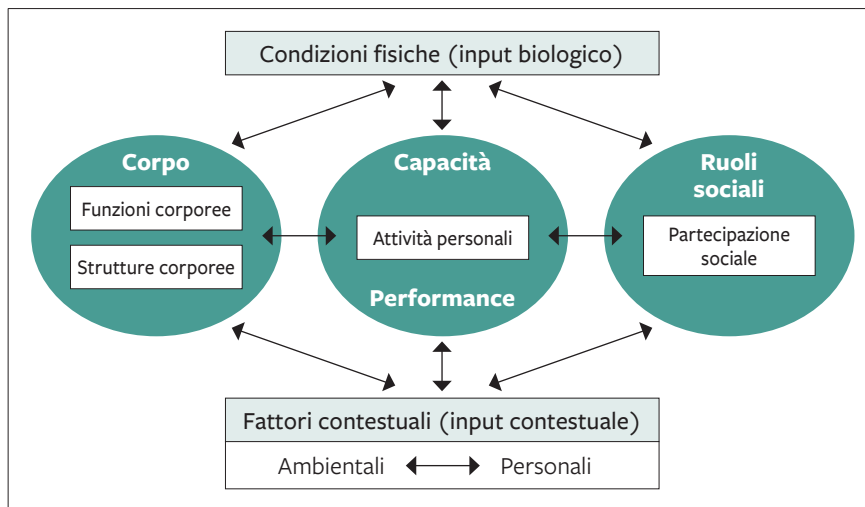 Condizioni fisiche (input biologico)
Corpo
Funzioni corporee
Strutture corporee
Capacità
Attività personali
Performance
Ruoli
sociali
Partecipazione
sociale
Fattori contestuali (input contestuale)
Ambientali
Personali